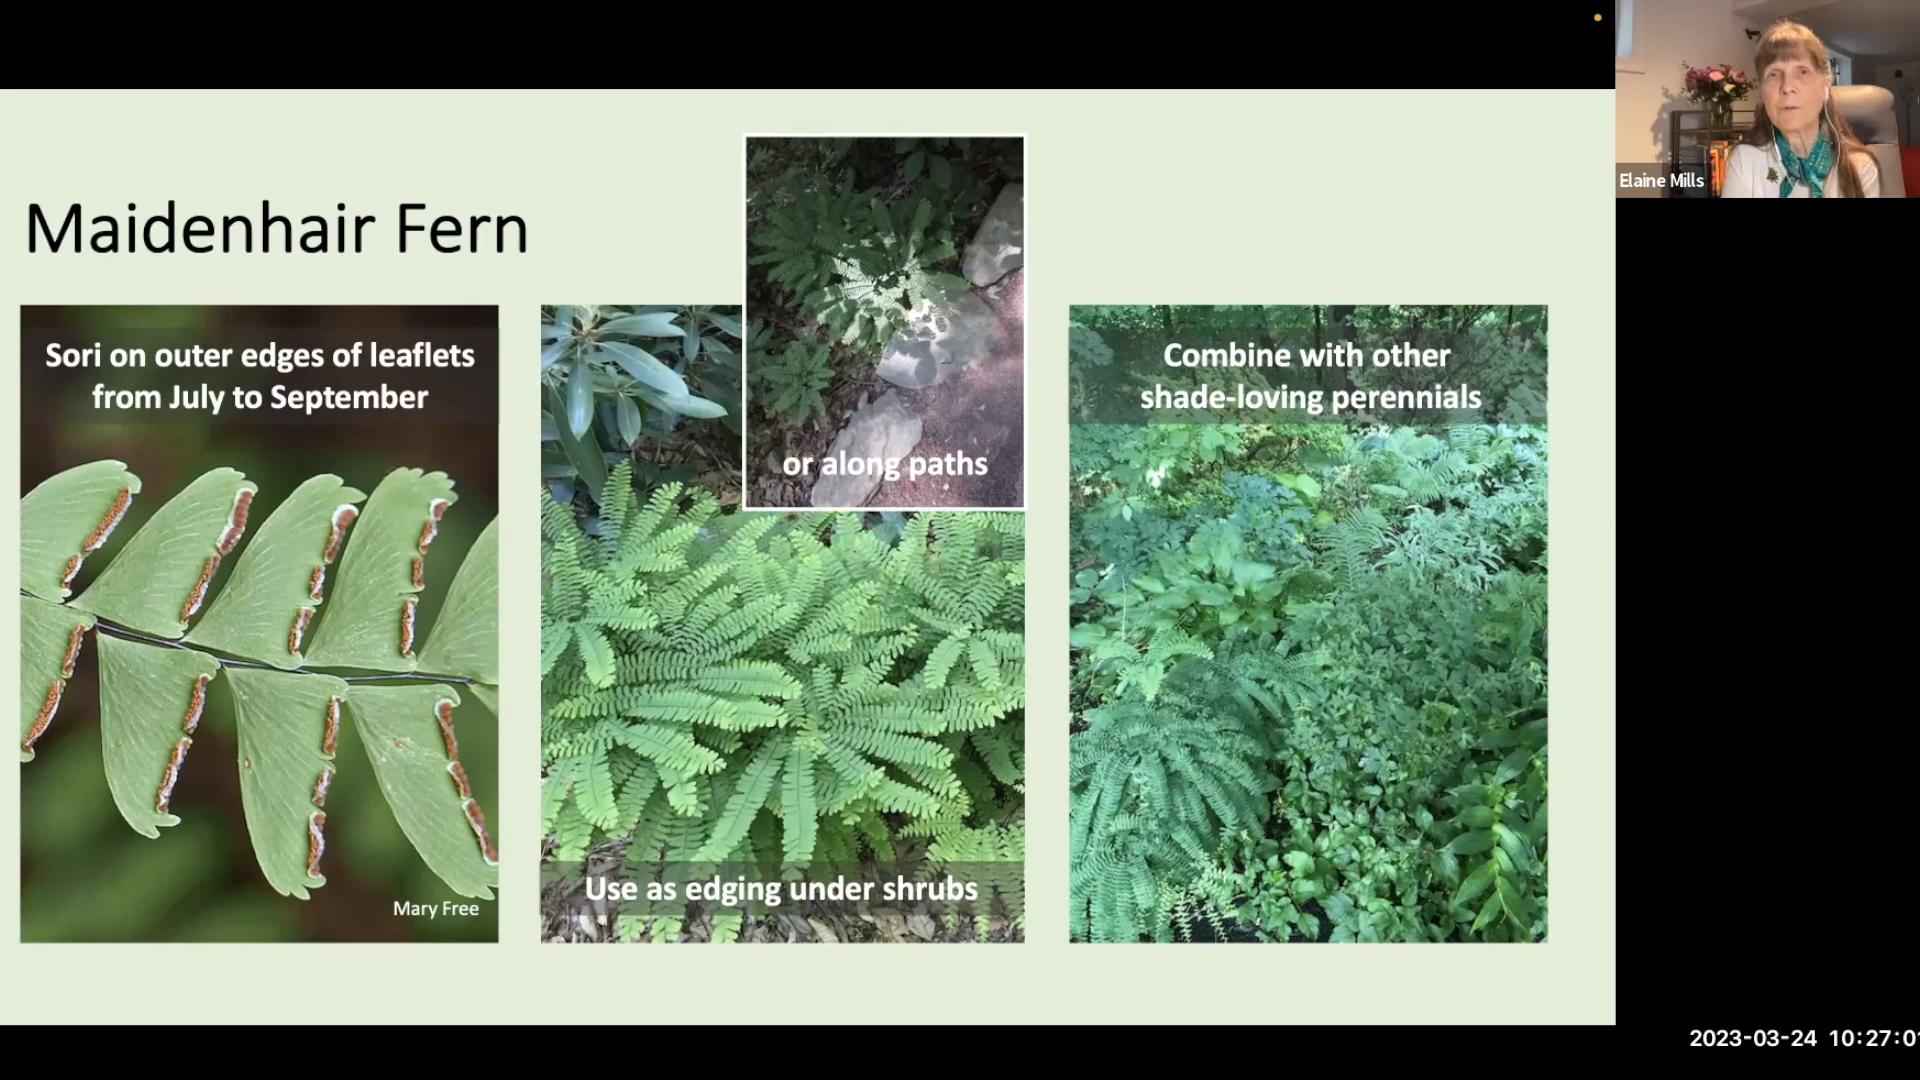 Elaine Mills
Maidenhair Fern
Sori on outer edges of leaflets
from July to September
Mary Free
or along paths
Use as edging under shrubs
Combine with other
shade-loving perennials
2023-03-24 10:27:01